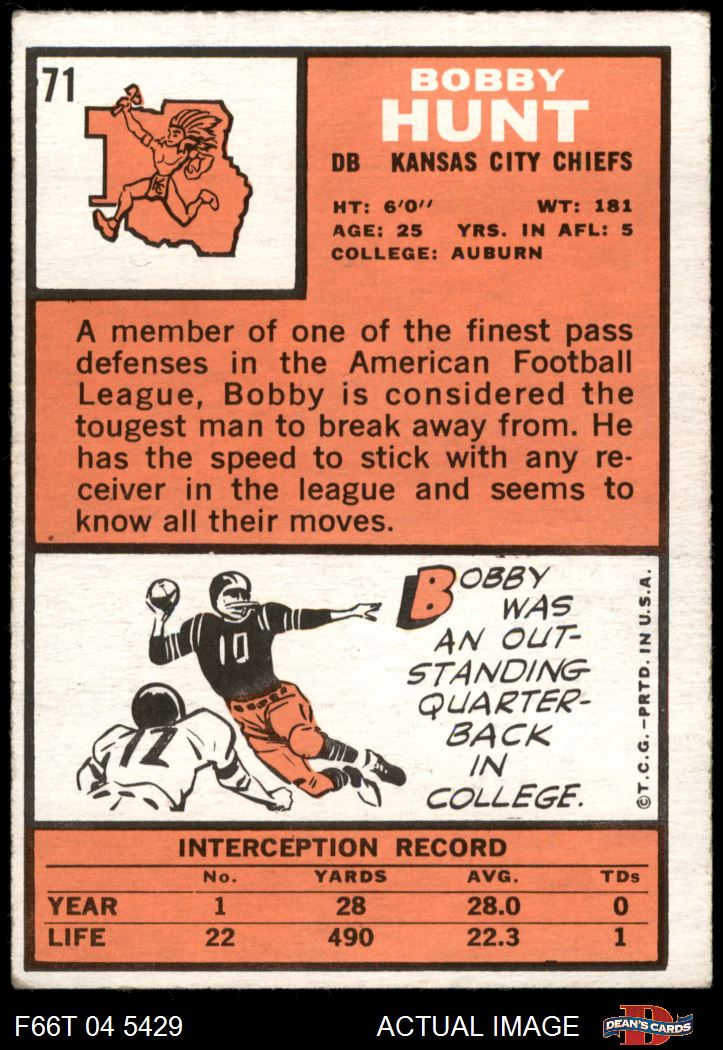 71
BOBBY
HUNT
DB KANSAS CITY CHIEFS
HT: 6'0'' WT: 181
AGE: 25 YRS. IN AFL: 5
COLLEGE: AUBURN
KC
A member of one of the finest pass
defenses in the American Football
League, Bobby is considered the
tougest man to break away from. He
has the speed to stick with any re-
ceiver in the league and seems to
know all their moves.
10
72
BOBBY
WAS
AN OUT-
STANDING
QUARTER-
BACK
IN
COLLEGE.
©T.C.G.–PRTD. IN U.S.A.
INTERCEPTION RECORD
No. YARDS AVG. TDs
YEAR 1 28 28.0 0
LIFE 22 490 22.3 1
F66T 04 5429 ACTUAL IMAGE
D
DEAN'S CARDS